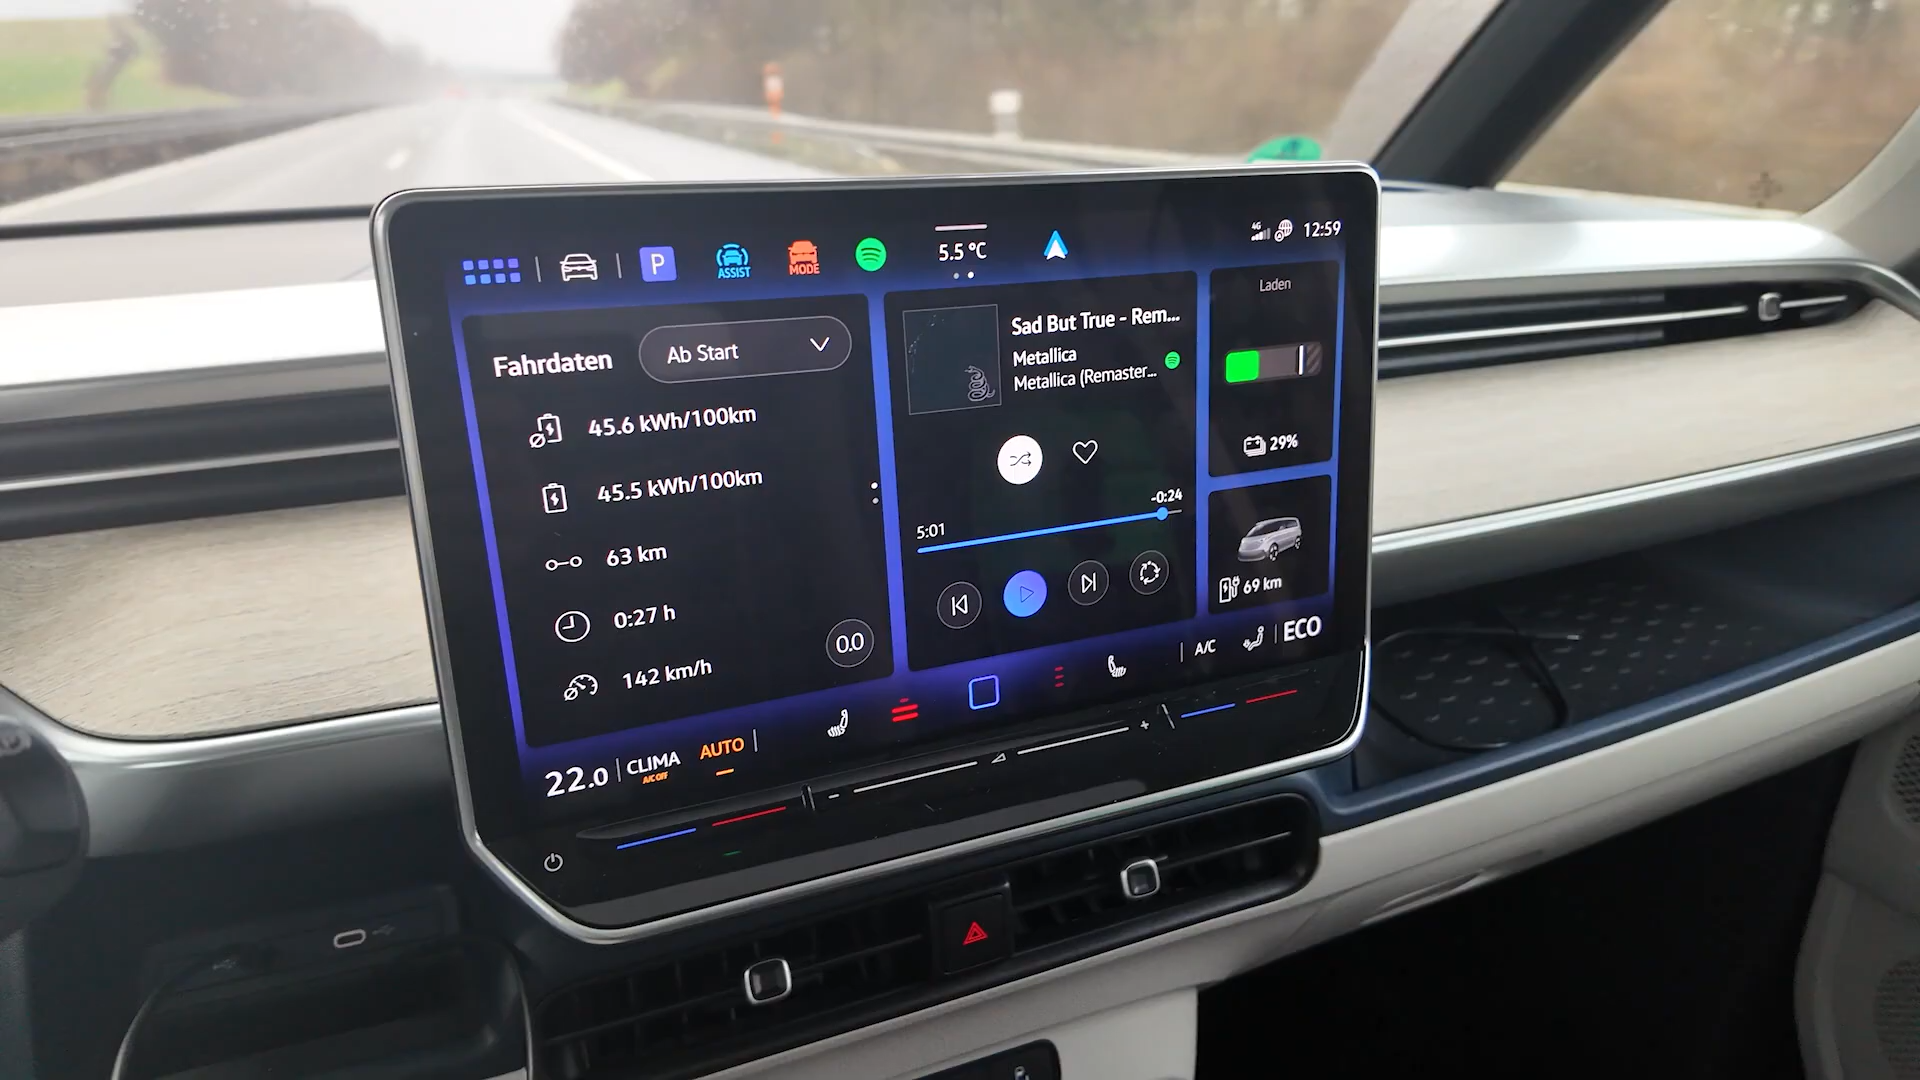 P
ASSIST
MODE
5.5 °C
4G
12:59
Fahrdaten
Ab Start
45.6 kWh/100km
45.5 kWh/100km
63 km
0:27 h
142 km/h
0.0
Sad But True - Rem...
Metallica
Metallica (Remaster...
-0:24
5:01
Laden
29%
69 km
22.0
CLIMA
A/C OFF
AUTO
A/C
ECO
- +